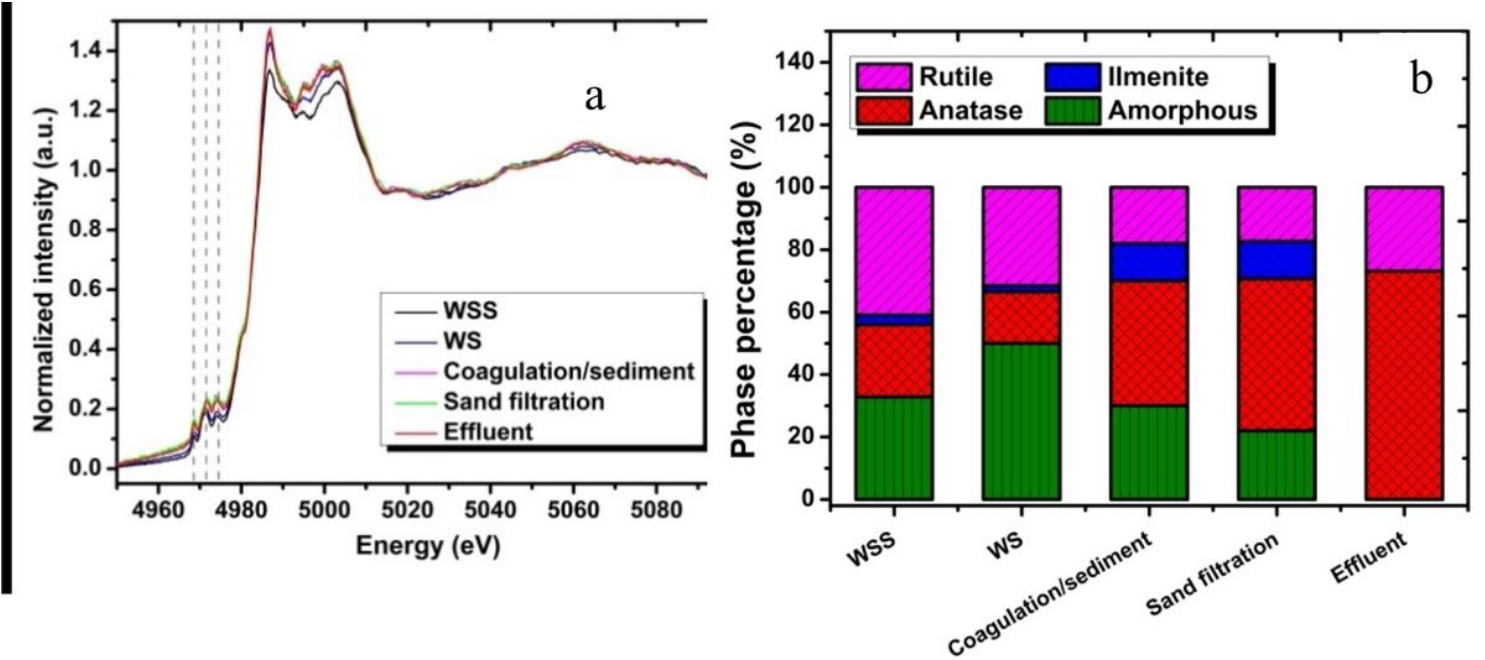 a
Normalized intensity (a.u.)
1.4
1.2
1.0
0.8
0.6
0.4
0.2
0.0
WSS
WS
Coagulation/sediment
Sand filtration
Effluent
4960 4980 5000 5020 5040 5060 5080
Energy (eV)
b
Phase percentage (%)
140
120
100
80
60
40
20
0
Rutile Ilmenite
Anatase Amorphous
WSS WS Coagulation/sediment Sand filtration Effluent